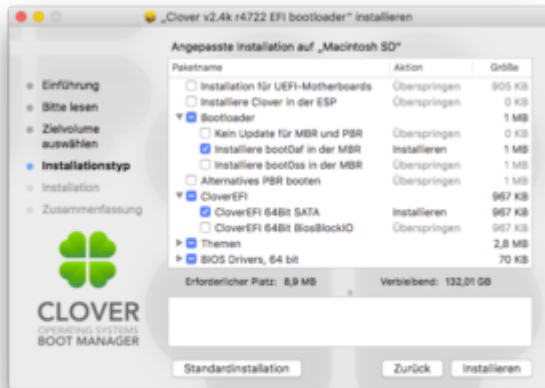 „Clover v2.4k r4722 EFI bootloader" installieren
Angepasste Installation auf „Macintosh SD"
Einführung
Bitte lesen
Zielvolume
auswählen
Installationstyp
Installation
Zusammenfassung
CLOVER
OPERATING SYSTEMS
BOOT MANAGER
Paketname Aktion Größe
Installation für UEFI-Motherboards Überspringen 905 KB
Installiere Clover in der ESP Überspringen 0 KB
Bootloader 1 MB
Kein Update für MBR und PBR Überspringen 0 KB
Installiere boot0af in der MBR Installieren 1 MB
Installiere boot0ss in der MBR Überspringen 1 MB
Alternatives PBR booten Überspringen 1 MB
CloverEFI 967 KB
CloverEFI 64Bit SATA Installieren 967 KB
CloverEFI 64Bit BiosBlockIO Überspringen 967 KB
Themen 2,8 MB
BIOS Drivers, 64 bit 70 KB
Erforderlicher Platz: 8,9 MB Verbleibend: 132,01 GB
Standardinstallation Zurück Installieren